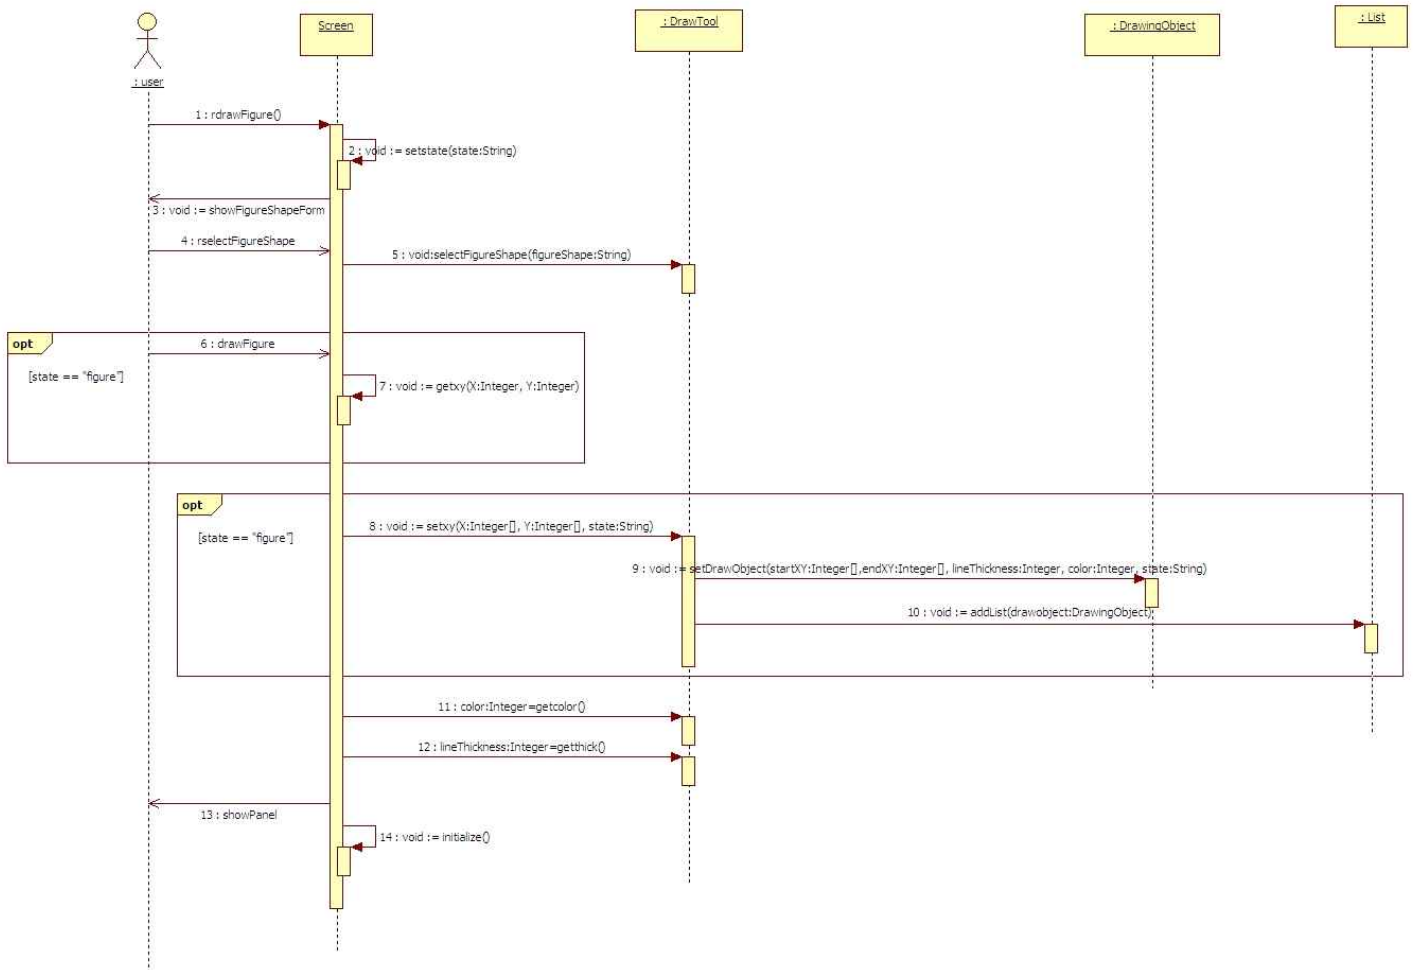 Screen
: DrawTool
: DrawingObject
: List
: user
1 : rdrawFigure()
2 : void := setstate(state:String)
3 : void := showFigureShapeForm
4 : rselectFigureShape
5 : void:selectFigureShape(figureShape:String)
opt
6 : drawFigure
[state == "figure"]
7 : void := getxy(X:Integer, Y:Integer)
opt
8 : void := setxy(X:Integer[], Y:Integer[], state:String)
[state == "figure"]
9 : void := setDrawObject(startXY:Integer[],endXY:Integer[], lineThickness:Integer, color:Integer, state:String)
10 : void := addList(drawobject:DrawingObject)
11 : color:Integer=getcolor()
12 : lineThickness:Integer=getthick()
13 : showPanel
14 : void := initialize()